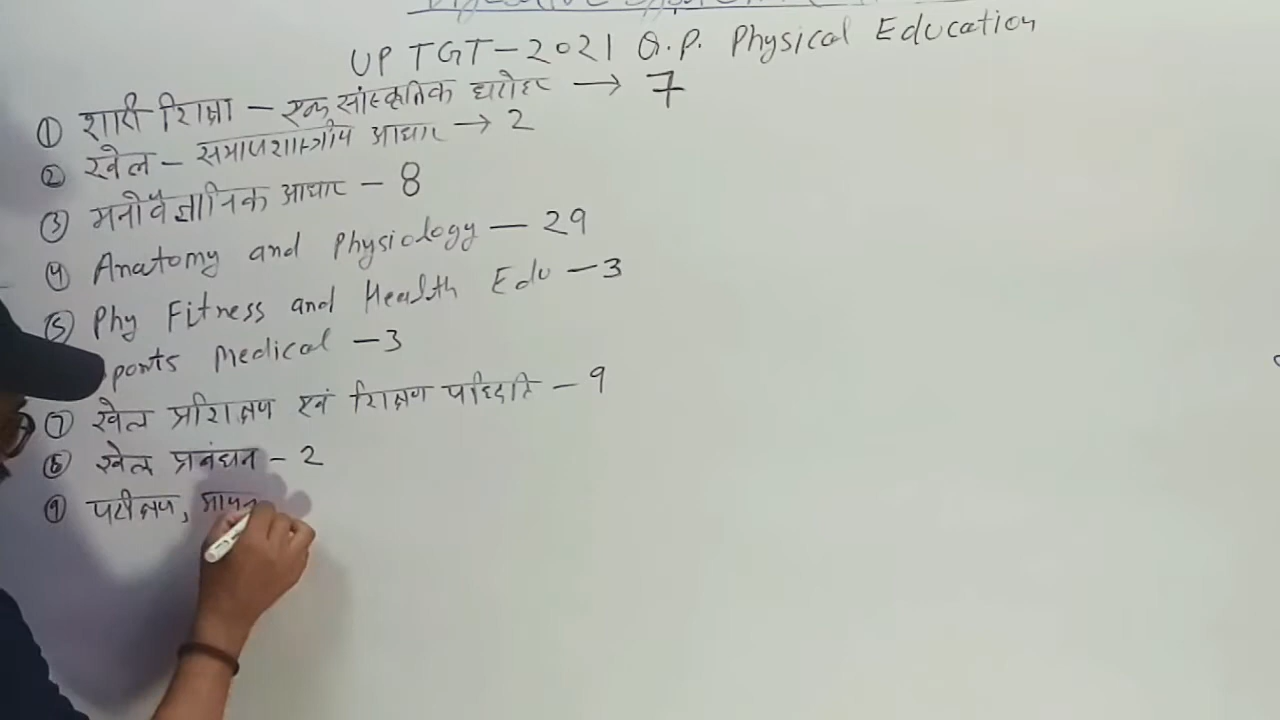 UP TGT-2021 Q.P. Physical Education
① शारी शिक्षा - एक सांस्कृतिक धरोहर → 7
② खेल - समाजशास्त्रीय आधार → 2
③ मनोवैज्ञानिक आधार - 8
④ Anatomy and Physiology - 29
⑤ Phy Fitness and Health Edu - 3
ports Medical - 3
⑦ खेल प्रशिक्षण एवं शिक्षण पद्धिति - 9
⑧ खेल प्रबंधन - 2
⑨ परीक्षण, मापन